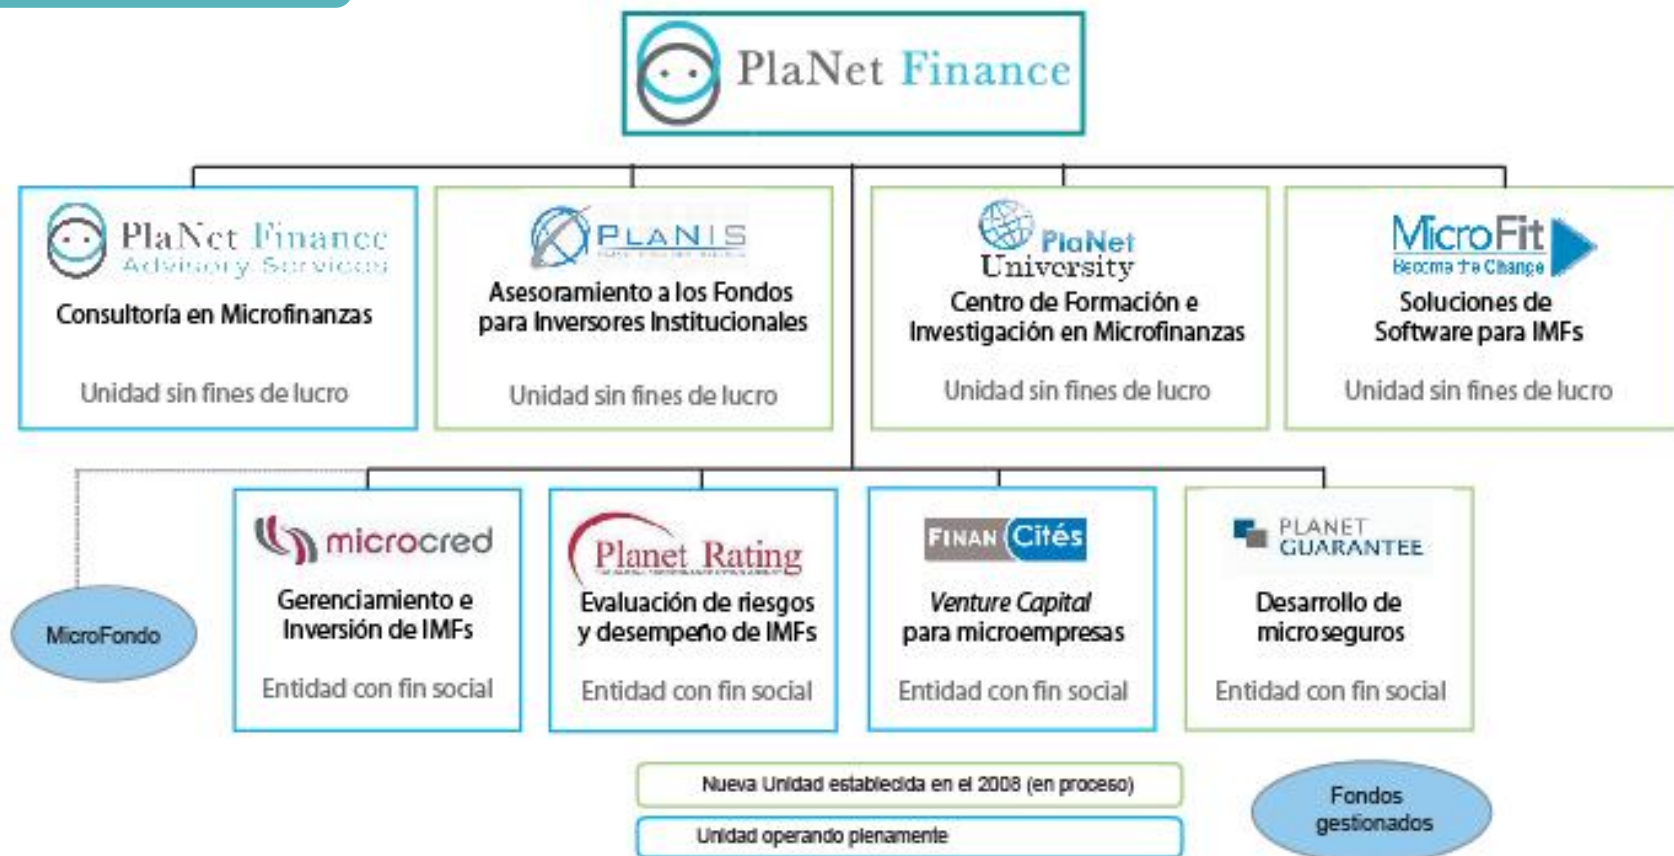 PlaNet Finance
PlaNet Finance
Advisory Services
Consultoría en Microfinanzas
Unidad sin fines de lucro
PLANIS
Asesoramiento a los Fondos
para Inversores Institucionales
Unidad sin fines de lucro
PlaNet
University
Centro de Formación e
Investigación en Microfinanzas
Unidad sin fines de lucro
MicroFit
Become the Change
Soluciones de
Software para IMFs
Unidad sin fines de lucro
MicroFondo
microcred
Gerenciamiento e
Inversión de IMFs
Entidad con fin social
Planet Rating
Evaluación de riesgos
y desempeño de IMFs
Entidad con fin social
FINAN Cités
Venture Capital
para microempresas
Entidad con fin social
PLANET
GUARANTEE
Desarrollo de
microseguros
Entidad con fin social
Nueva Unidad establecida en el 2008 (en proceso)
Unidad operando plenamente
Fondos
gestionados